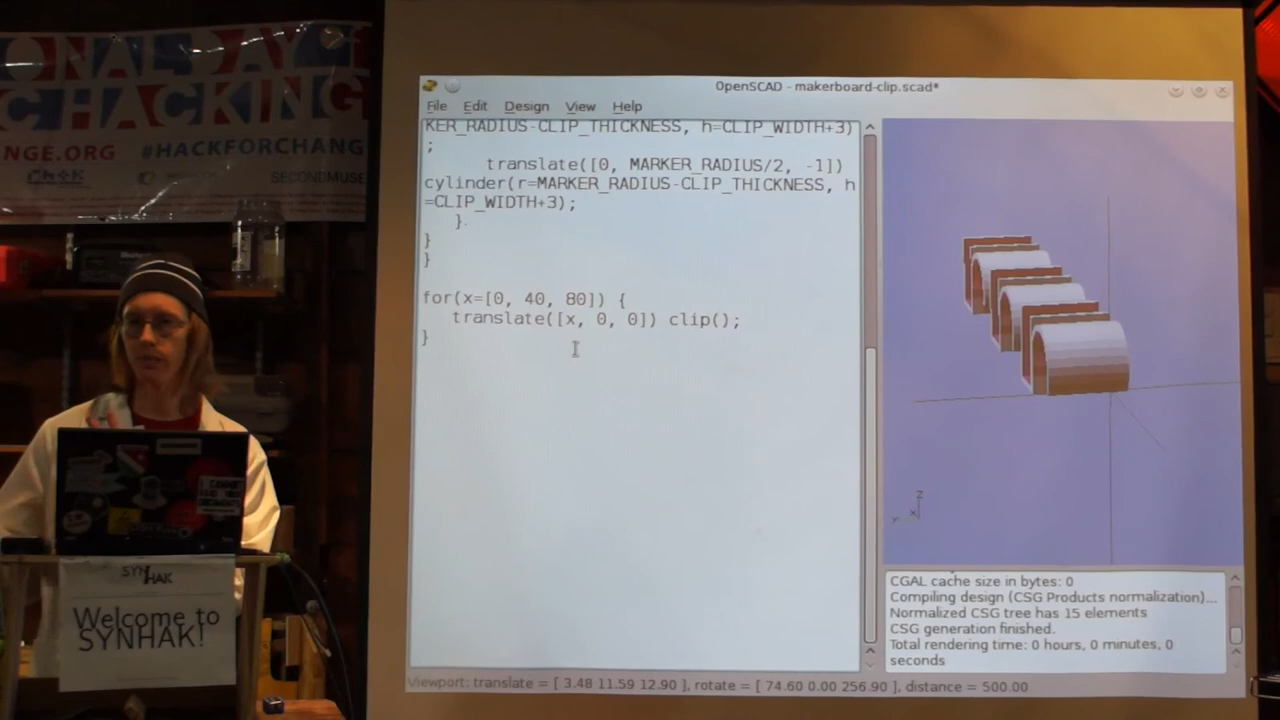 ONAL DAY
C HACKING
NGE.ORG #HACKFORCHANG
SECONDMUSE
OpenSCAD - makerboard-clip.scad*
File Edit Design View Help
KER_RADIUS-CLIP_THICKNESS, h=CLIP_WIDTH+3)
;
translate([0, MARKER_RADIUS/2, -1])
cylinder(r=MARKER_RADIUS-CLIP_THICKNESS, h
=CLIP_WIDTH+3);
}
}
}
for(x=[0, 40, 80]) {
translate([x, 0, 0]) clip();
}
z
x
CGAL cache size in bytes: 0
Compiling design (CSG Products normalization)...
Normalized CSG tree has 15 elements
CSG generation finished.
Total rendering time: 0 hours, 0 minutes, 0
seconds
Viewport: translate = [ 3.48 11.59 12.90 ], rotate = [ 74.60 0.00 256.90 ], distance = 500.00
SYNHAK
Welcome to
SYNHAK!